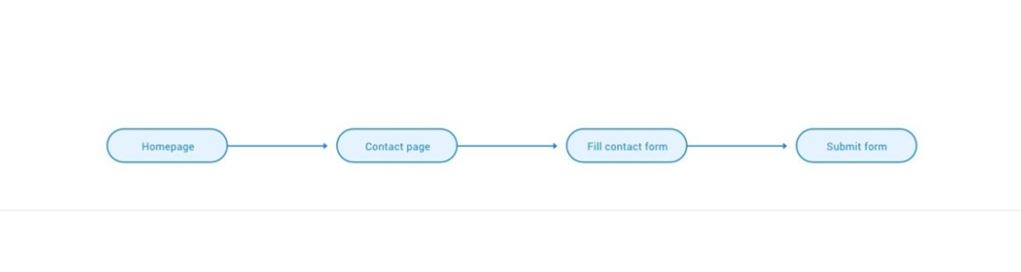 Homepage
Contact page
Fill contact form
Submit form